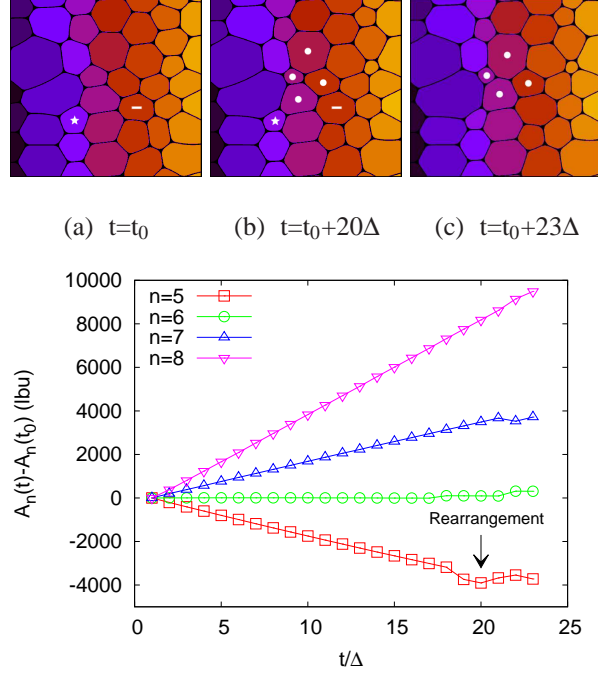 (a) t=t₀ (b) t=t₀+20Δ (c) t=t₀+23Δ
10000
8000
6000
4000
2000
0
-2000
-4000
Aₙ(t)-Aₙ(t₀) (lbu)
n=5
n=6
n=7
n=8
Rearrangement
0 5 10 15 20 25
t/Δ